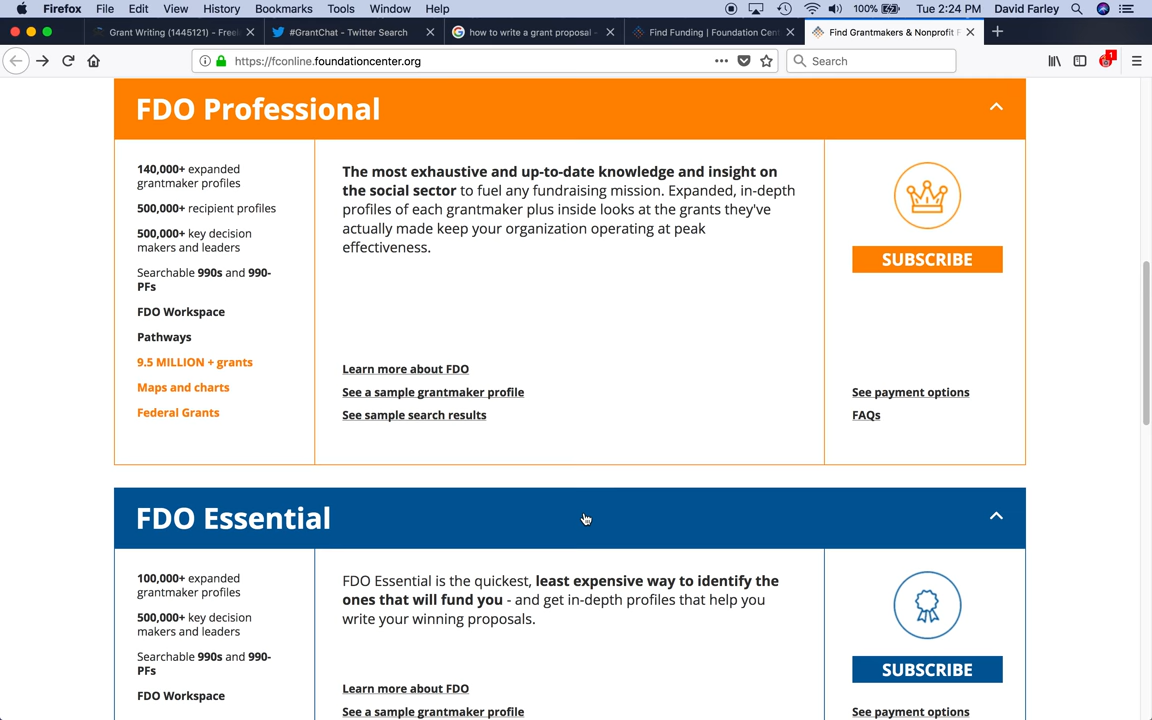 Firefox File Edit View History Bookmarks Tools Window Help 100% Tue 2:24 PM David Farley
Grant Writing (1445121) - Free
#GrantChat - Twitter Search
how to write a grant proposal -
Find Funding | Foundation Cent
Find Grantmakers & Nonprofit F
https://fconline.foundationcenter.org
Search
1
FDO Professional
140,000+ expanded
grantmaker profiles
500,000+ recipient profiles
500,000+ key decision
makers and leaders
Searchable 990s and 990-
PFs
FDO Workspace
Pathways
9.5 MILLION + grants
Maps and charts
Federal Grants
The most exhaustive and up-to-date knowledge and insight on
the social sector to fuel any fundraising mission. Expanded, in-depth
profiles of each grantmaker plus inside looks at the grants they've
actually made keep your organization operating at peak
effectiveness.
Learn more about FDO
See a sample grantmaker profile
See sample search results
SUBSCRIBE
See payment options
FAQs
FDO Essential
100,000+ expanded
grantmaker profiles
500,000+ key decision
makers and leaders
Searchable 990s and 990-
PFs
FDO Workspace
FDO Essential is the quickest, least expensive way to identify the
ones that will fund you - and get in-depth profiles that help you
write your winning proposals.
Learn more about FDO
See a sample grantmaker profile
SUBSCRIBE
See payment options